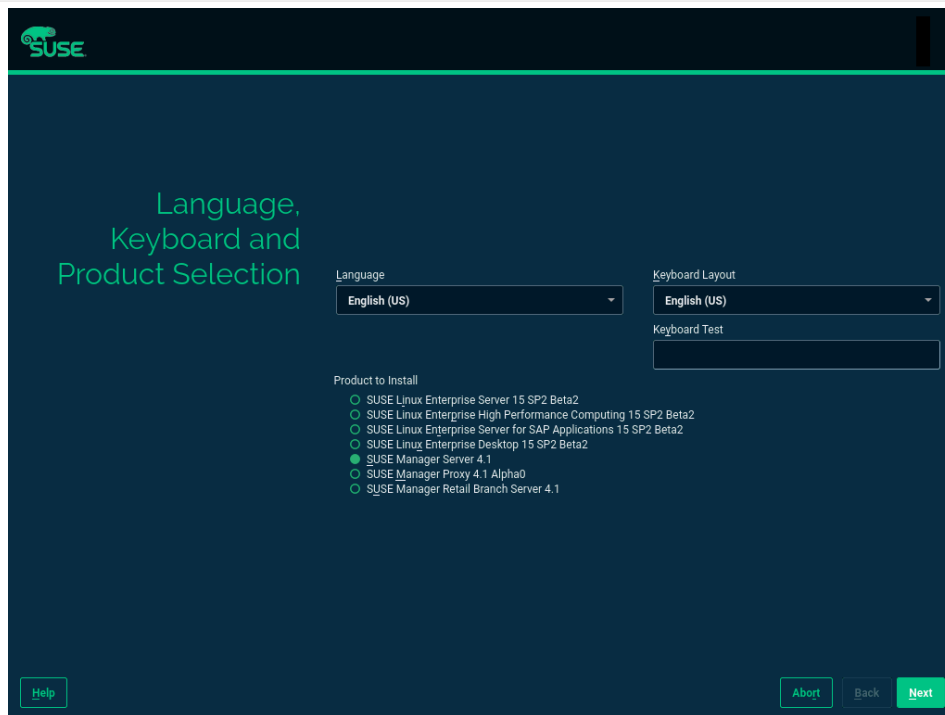 SUSE
Language,
Keyboard and
Product Selection
Language
Keyboard Layout
English (US)
English (US)
Keyboard Test
Product to Install
SUSE Linux Enterprise Server 15 SP2 Beta2
SUSE Linux Enterprise High Performance Computing 15 SP2 Beta2
SUSE Linux Enterprise Server for SAP Applications 15 SP2 Beta2
SUSE Linux Enterprise Desktop 15 SP2 Beta2
SUSE Manager Server 4.1
SUSE Manager Proxy 4.1 Alpha0
SUSE Manager Retail Branch Server 4.1
Help
Abort
Back
Next